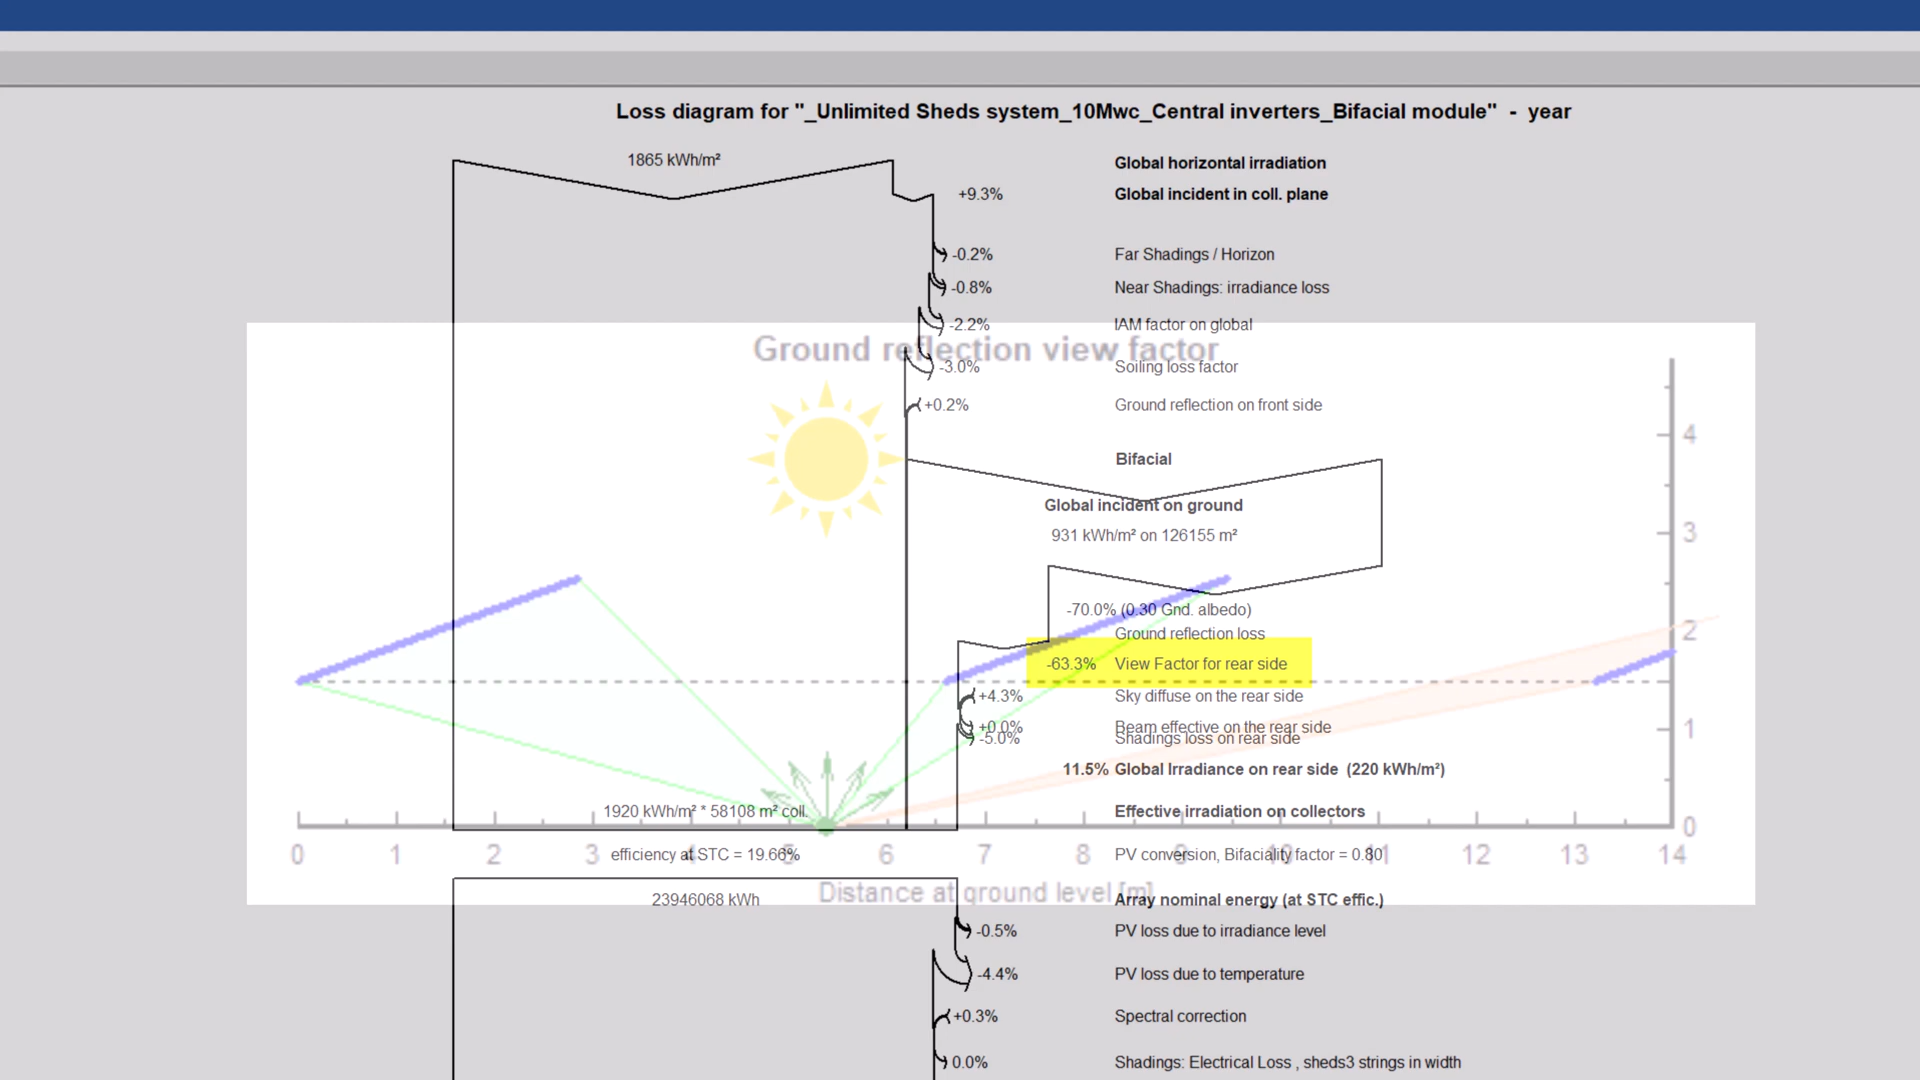 Loss diagram for "_Unlimited Sheds system_10Mwc_Central inverters_Bifacial module" - year
1865 kWh/m² Global horizontal irradiation
+9.3% Global incident in coll. plane
-0.2% Far Shadings / Horizon
-0.8% Near Shadings: irradiance loss
-2.2% IAM factor on global
Ground reflection view factor
-3.0% Soiling loss factor
+0.2% Ground reflection on front side
4
Bifacial
Global incident on ground
931 kWh/m² on 126155 m²
3
-70.0% (0.30 Gnd. albedo)
Ground reflection loss
2
-63.3% View Factor for rear side
+4.3% Sky diffuse on the rear side
+0.0% Beam effective on the rear side
1
-5.0% Shadings loss on rear side
11.5% Global Irradiance on rear side (220 kWh/m²)
1920 kWh/m² * 58108 m² coll. Effective irradiation on collectors
0
0 1 2 3 4 5 6 7 8 9 10 11 12 13 14
efficiency at STC = 19.66% PV conversion, Bifaciality factor = 0.80
Distance at ground level [m]
23946068 kWh Array nominal energy (at STC effic.)
-0.5% PV loss due to irradiance level
-4.4% PV loss due to temperature
+0.3% Spectral correction
0.0% Shadings: Electrical Loss , sheds3 strings in width